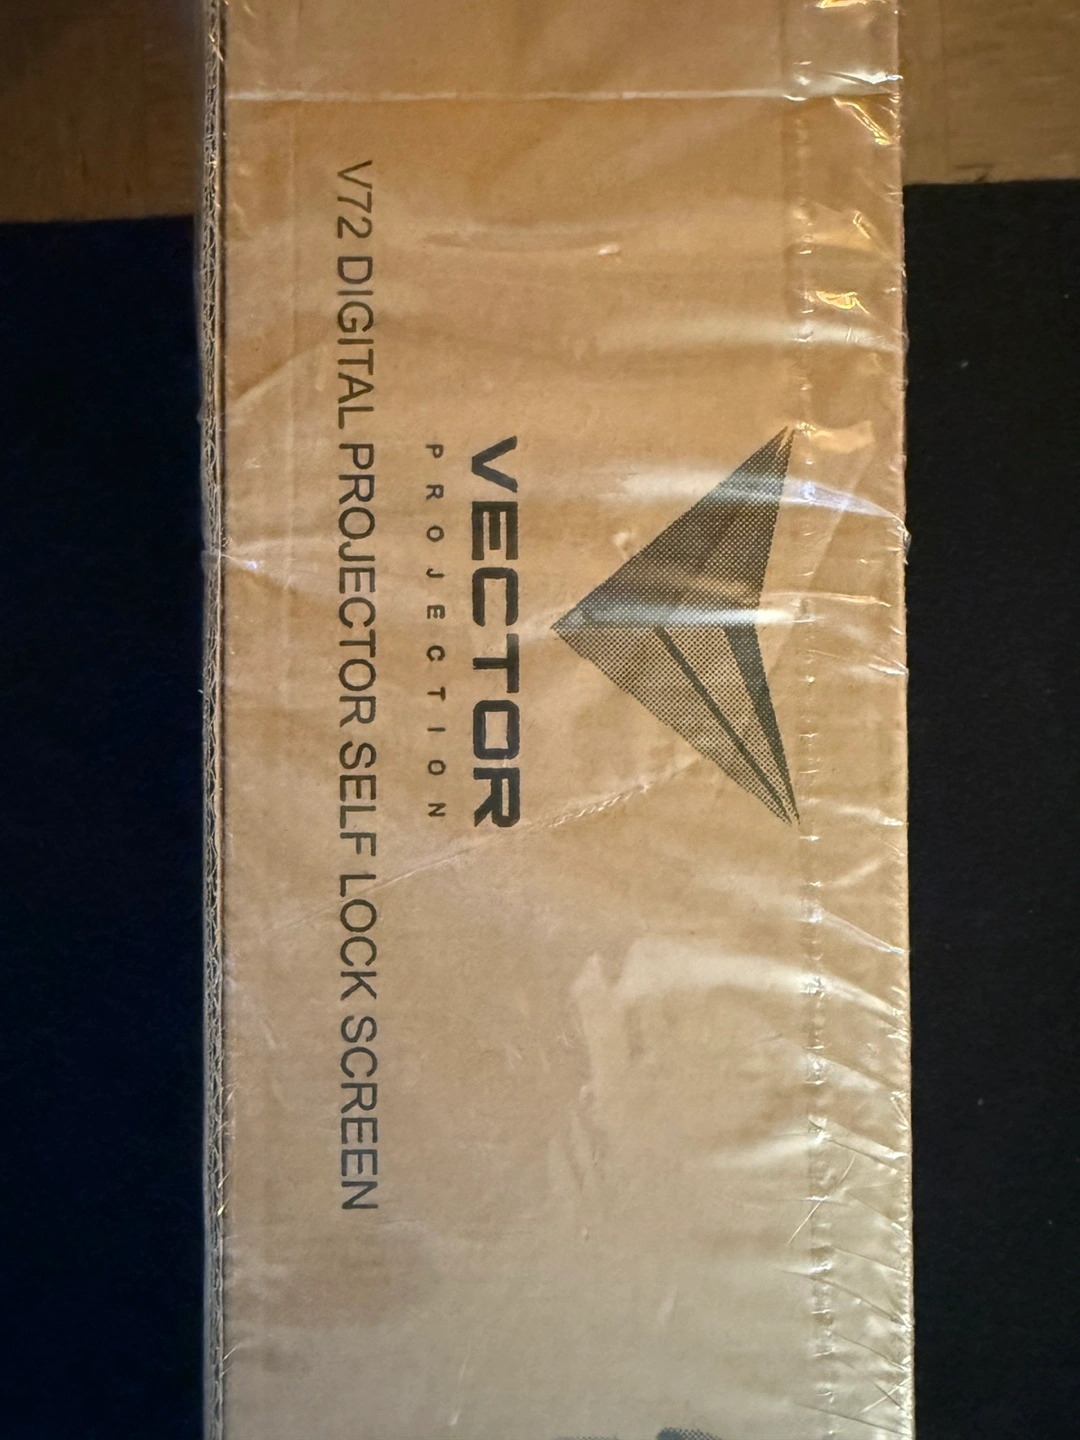 VECTOR
PROJECTION
V72 DIGITAL PROJECTOR SELF LOCK SCREEN